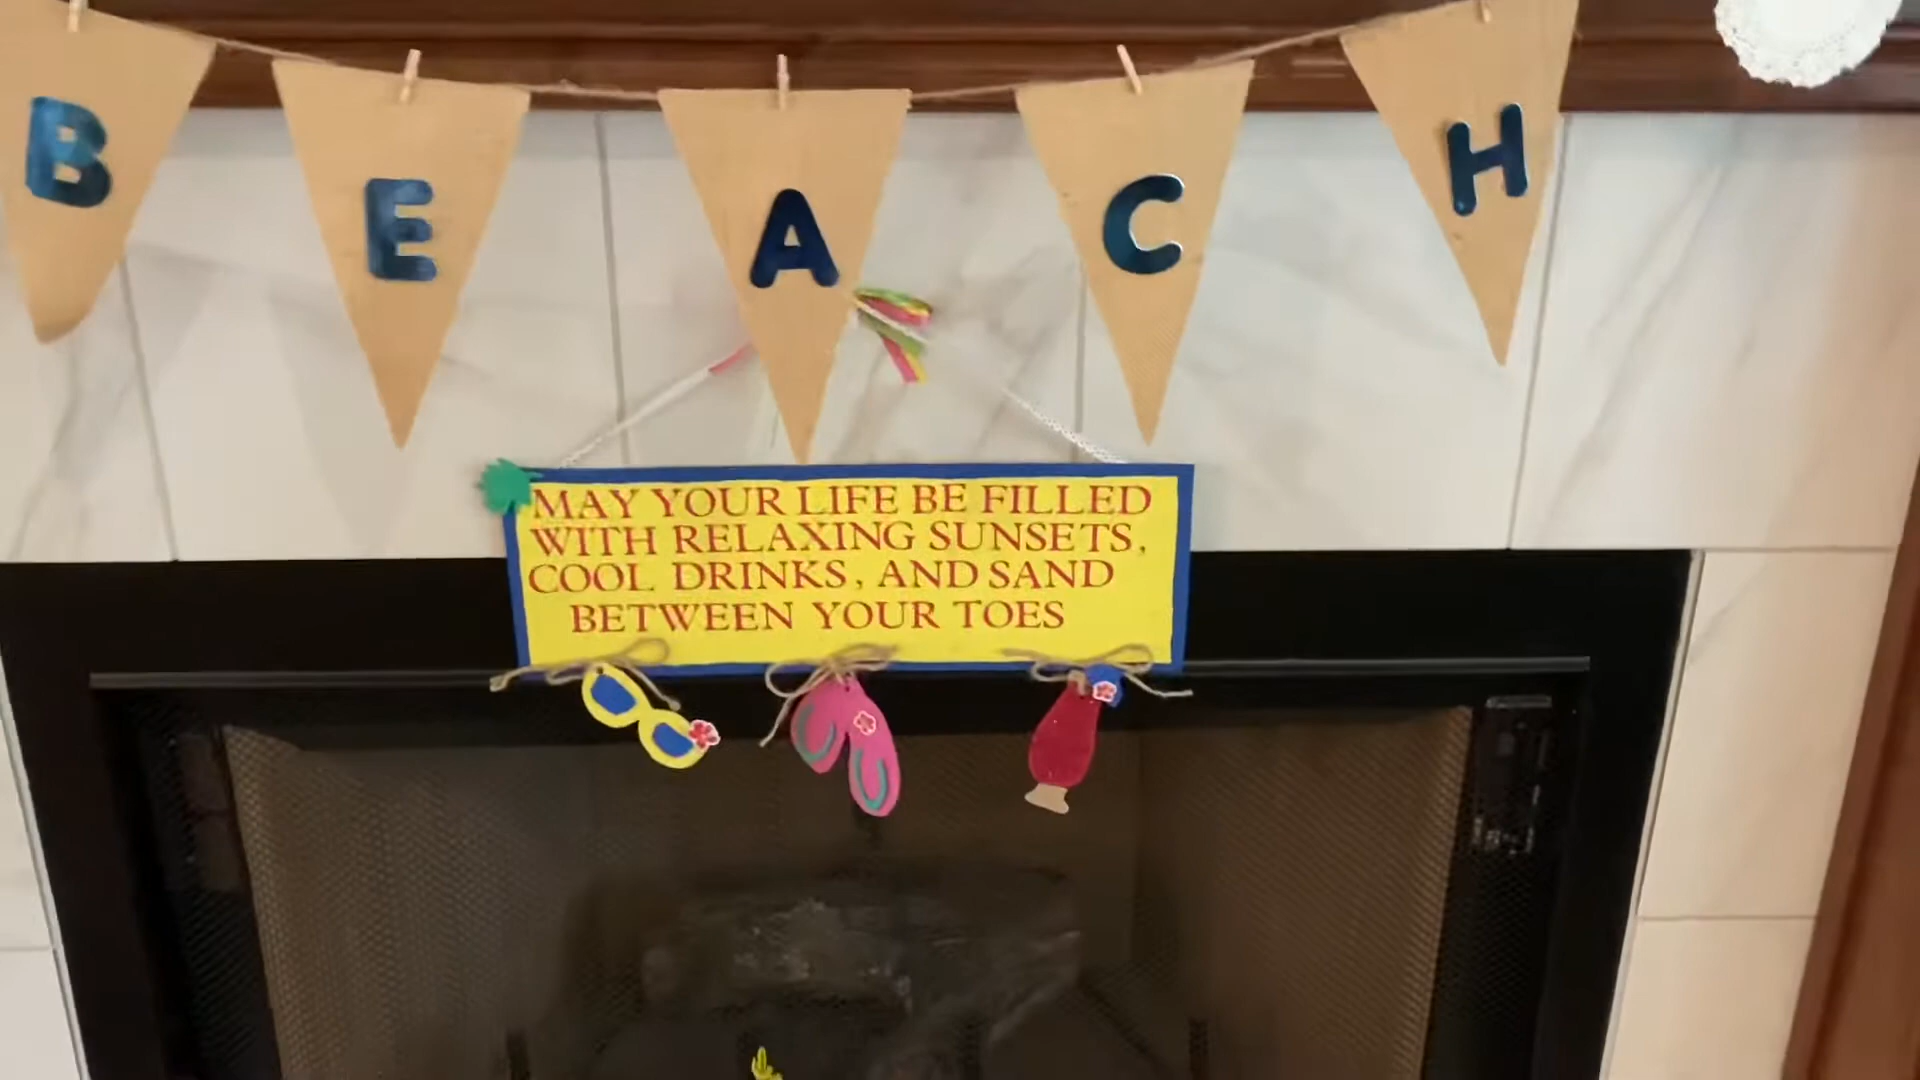 BEACH
MAY YOUR LIFE BE FILLED
WITH RELAXING SUNSETS,
COOL DRINKS, AND SAND
BETWEEN YOUR TOES